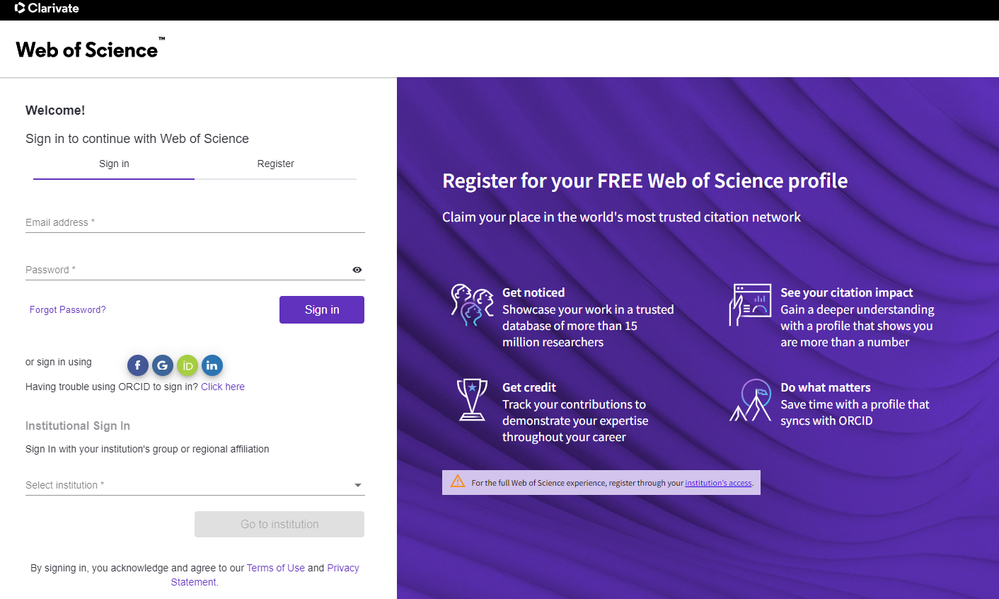 Clarivate
Web of Science™
Welcome!
Sign in to continue with Web of Science
Sign in
Register
Email address *
Password *
Forgot Password?
Sign in
or sign in using
f
G
iD
in
Having trouble using ORCID to sign in? Click here
Institutional Sign In
Sign In with your institution's group or regional affiliation
Select institution *
Go to institution
By signing in, you acknowledge and agree to our Terms of Use and Privacy
Statement.
Register for your FREE Web of Science profile
Claim your place in the world's most trusted citation network
Get noticed
Showcase your work in a trusted
database of more than 15
million researchers
See your citation impact
Gain a deeper understanding
with a profile that shows you
are more than a number
Get credit
Track your contributions to
demonstrate your expertise
throughout your career
Do what matters
Save time with a profile that
syncs with ORCID
For the full Web of Science experience, register through your institution's access.